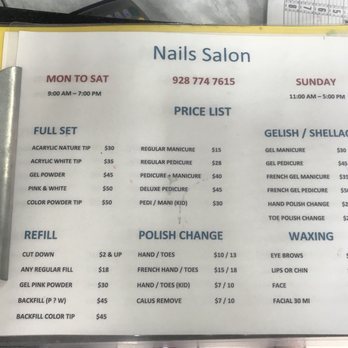 Nails Salon
MON TO SAT
9:00 AM – 7:00 PM
928 774 7615
SUNDAY
11:00 AM – 5:00 PM
PRICE LIST
FULL SET
ACARYLIC NATURE TIP $30
ACRYLIC WHITE TIP $35
GEL POWDER $45
PINK & WHITE $50
COLOR POWDER TIP $50
REGULAR MANICURE $15
REGULAR PEDICURE $28
PEDICURE + MANICURE $40
DELUXE PEDICURE $45
PEDI / MANI (KID) $30
GELISH / SHELLAC
GEL MANICURE $30
GEL PEDICURE $45
FRENCH GEL MANICURE $35
FRENCH GEL PEDICURE $50
HAND POLISH CHANGE
TOE POLISH CHANGE
REFILL
CUT DOWN $2 & UP
ANY REGULAR FILL $18
GEL PINK POWDER $30
BACKFILL (P ? W) $45
BACKFILL COLOR TIP $45
POLISH CHANGE
HAND / TOES $10 / 13
FRENCH HAND / TOES $15 / 18
HAND / TOES (KID) $7 / 10
CALUS REMOVE $7 / 10
WAXING
EYE BROWS
LIPS OR CHIN
FACE
FACIAL 30 MI